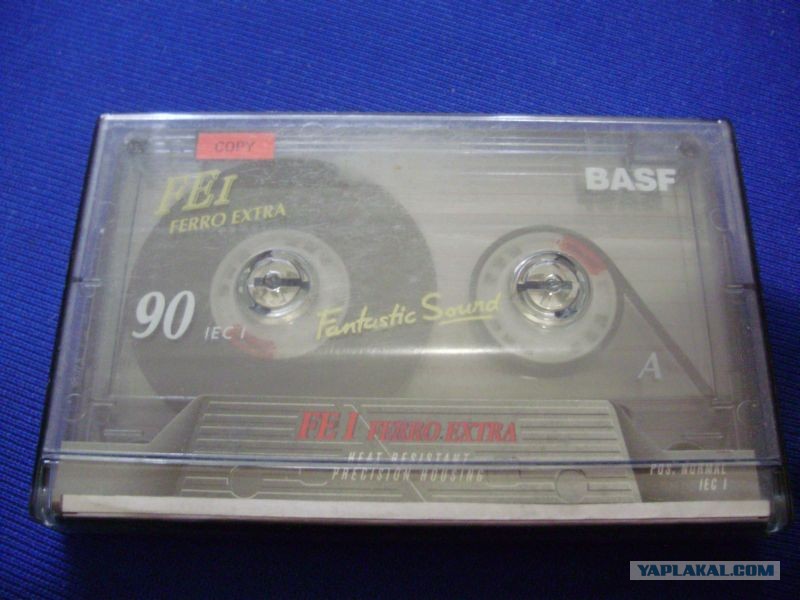 COPY
FEI
FERRO EXTRA
BASF
90
IEC I
Fantastic Sound
A
FE I FERRO EXTRA
HEAT RESISTANT
PRECISION HOUSING
POS. NORMAL
IEC I
YAPLAKAL.COM